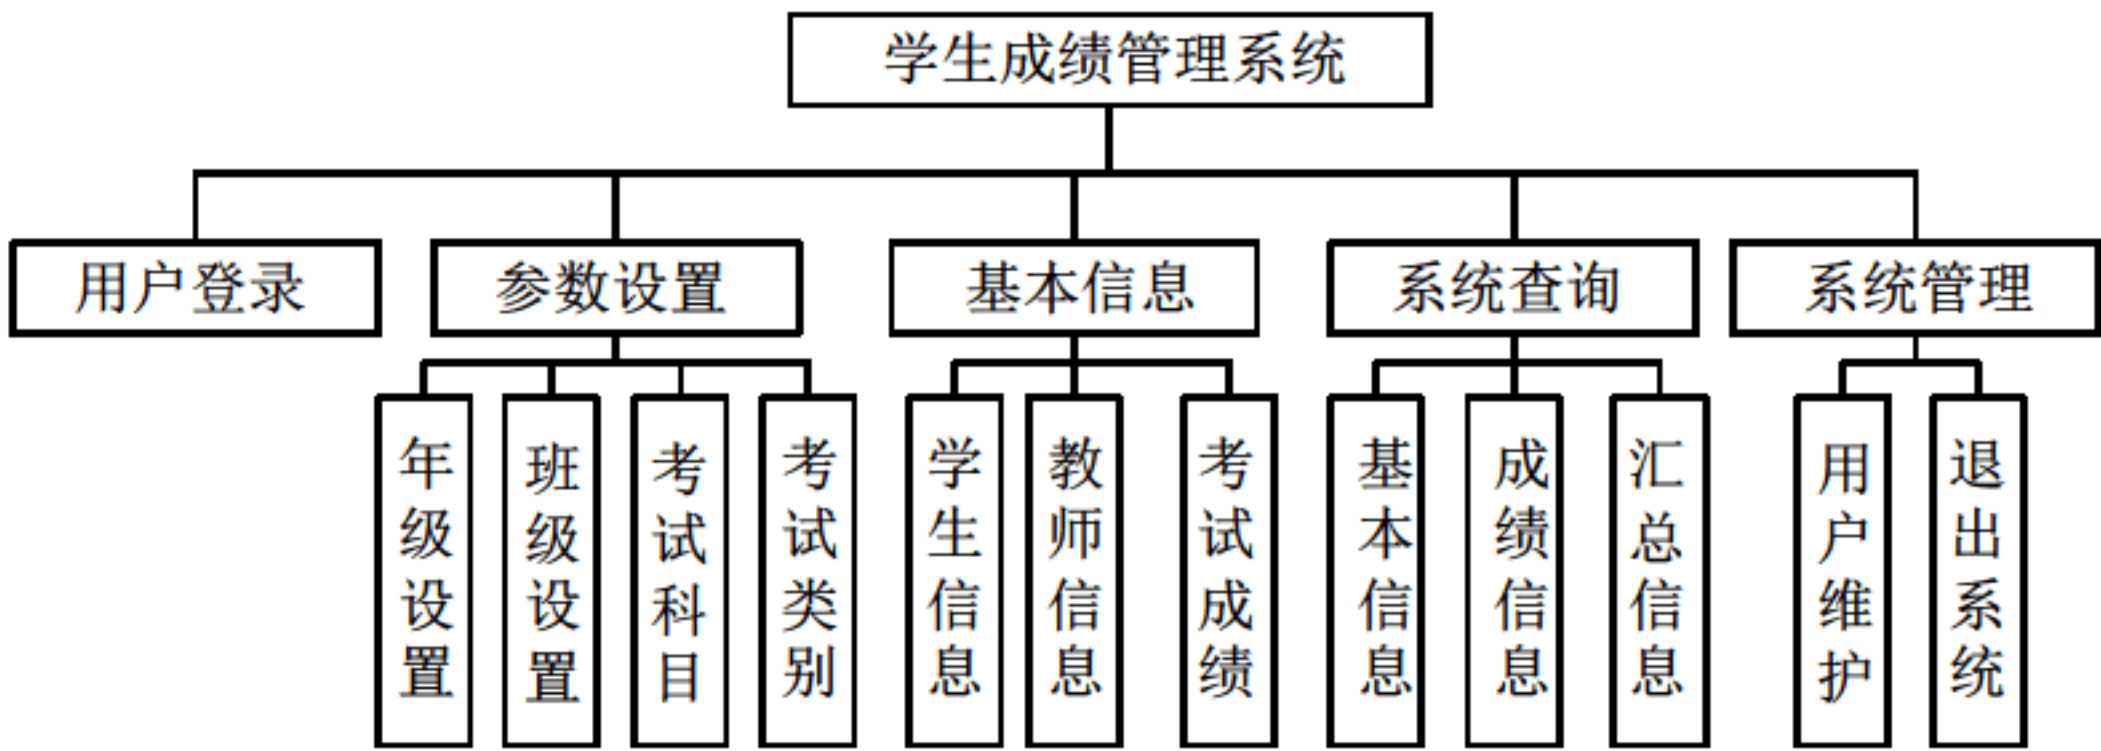 学生成绩管理系统
用户登录
参数设置
基本信息
系统查询
系统管理
年级设置
班级设置
考试科目
考试类别
学生信息
教师信息
考试成绩
基本信息
成绩信息
汇总信息
用户维护
退出系统